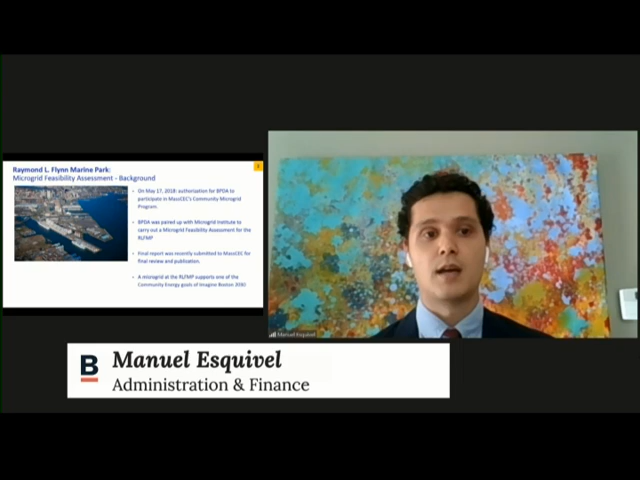 Raymond L. Flynn Marine Park:
Microgrid Feasibility Assessment - Background
1
• On May 17, 2018: authorization for BPDA to
participate in MassCEC's Community Microgrid
Program.
• BPDA was paired up with Microgrid Institute to
carry out a Microgrid Feasibility Assessment for the
RLFMP
• Final report was recently submitted to MassCEC for
final review and publication.
• A microgrid at the RLFMP supports one of the
Community Energy goals of Imagine Boston 2030
Manuel Esquivel
B
Manuel Esquivel
Administration & Finance